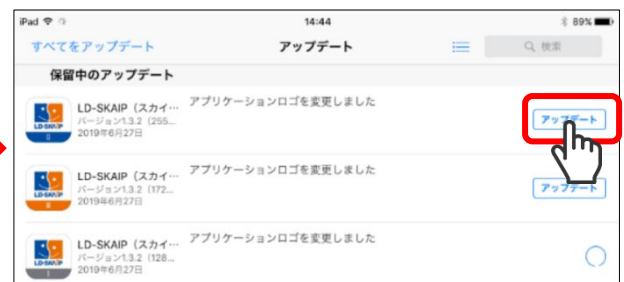 iPad 14:44 89%
すべてをアップデート アップデート 検索
保留中のアップデート
LD-SKAIP（スカイ… アプリケーションロゴを変更しました
バージョン1.3.2（255...
2019年6月27日
アップデート
LD-SKAIP
II
LD-SKAIP（スカイ… アプリケーションロゴを変更しました
バージョン1.3.2（172...
2019年6月27日
アップデート
LD-SKAIP
LD-SKAIP（スカイ… アプリケーションロゴを変更しました
バージョン1.3.2（128...
2019年6月27日
LD-SKAIP
I